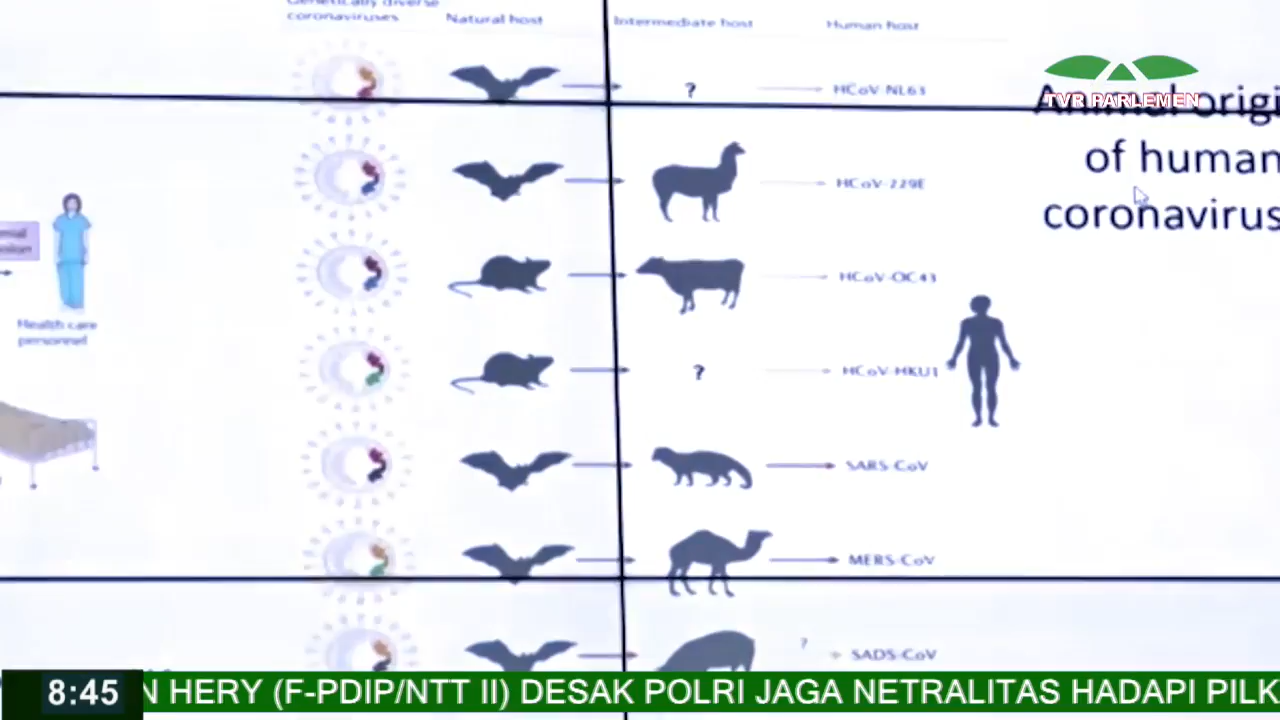 Genetically diverse
coronaviruses
Natural host
Intermediate host
Human host
?
HCoV-NL63
TVR PARLEMEN
Animal origi
of human
coronavirus
HCoV-229E
HCoV-OC43
Health care
personnel
?
HCoV-HKU1
SARS-CoV
MERS-CoV
?
SADS-CoV
8:45
N HERY (F-PDIP/NTT II) DESAK POLRI JAGA NETRALITAS HADAPI PILK